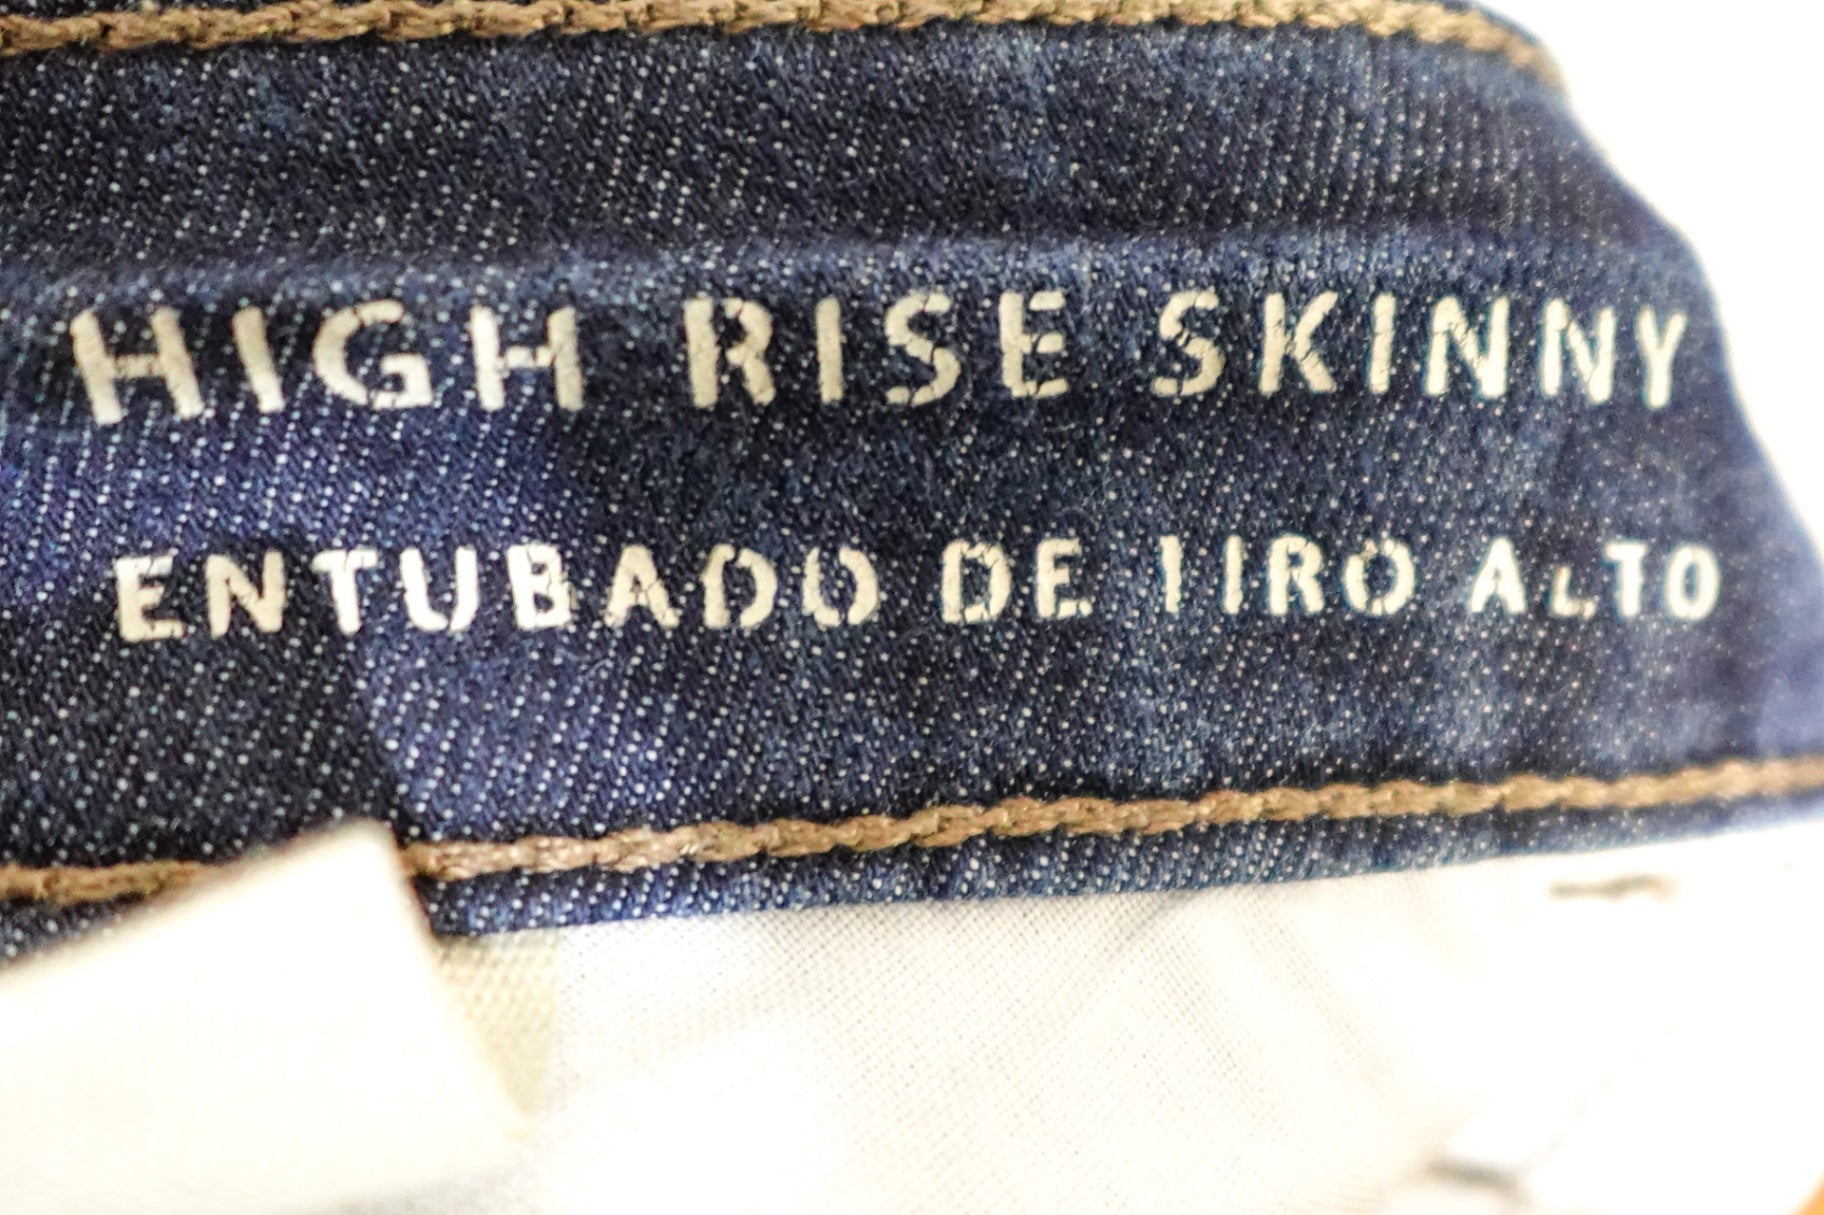 HIGH RISE SKINNY
ENTUBADO DE TIRO ALTO